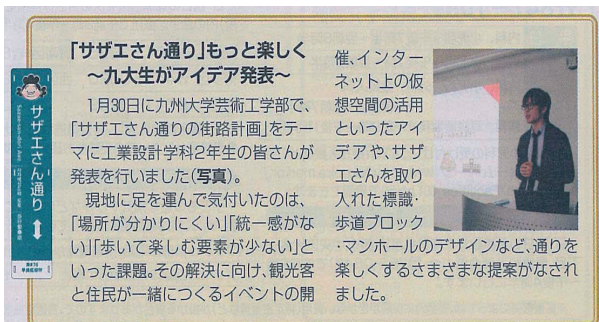 「サザエさん通り」もっと楽しく
〜九大生がアイデア発表〜
1月30日に九州大学芸術工学部で、
「サザエさん通りの街路計画」をテー
マに工業設計学科2年生の皆さんが
発表を行いました(写真)。
現地に足を運んで気付いたのは、
「場所が分かりにくい」「統一感がな
い」「歩いて楽しむ要素が少ない」と
いった課題。その解決に向け、観光客
と住民が一緒につくるイベントの開
催、インター
ネット上の仮
想空間の活用
といったアイ
デアや、サザ
エさんを取り
入れた標識・
歩道ブロック
・マンホールのデザインなど、通りを
楽しくするさまざまな提案がなされ
ました。
サザエさん通り
Sazae-san-dori Ave.